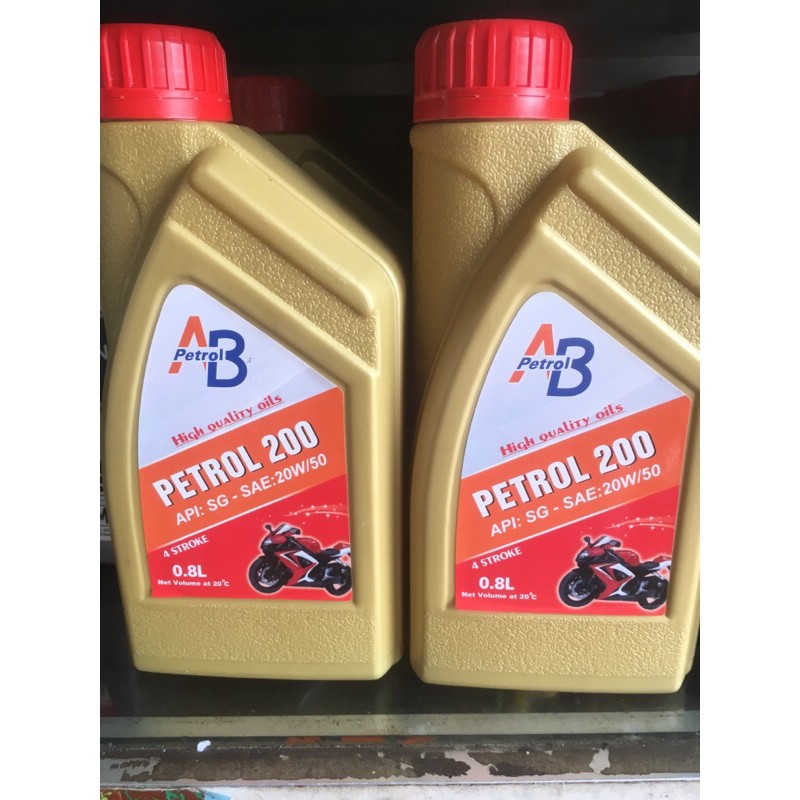 AB
Petrol
High quality oils
PETROL 200
API: SG - SAE:20W/50
4 STROKE
0.8L
Net Volume at 20°C
AB
Petrol
High quality oils
PETROL 200
API: SG - SAE:20W/50
4 STROKE
0.8L
Net Volume at 20°C